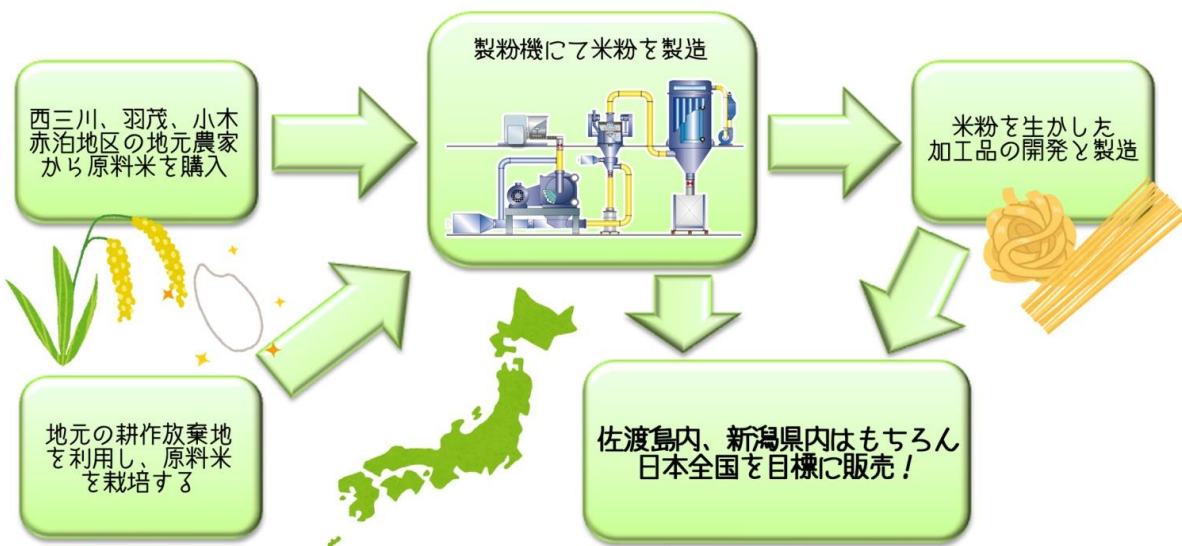 西三川、羽茂、小木
赤泊地区の地元農家
から原料米を購入
製粉機にて米粉を製造
米粉を生かした
加工品の開発と製造
地元の耕作放棄地
を利用し、原料米
を栽培する
佐渡島内、新潟県内はもちろん
日本全国を目標に販売！